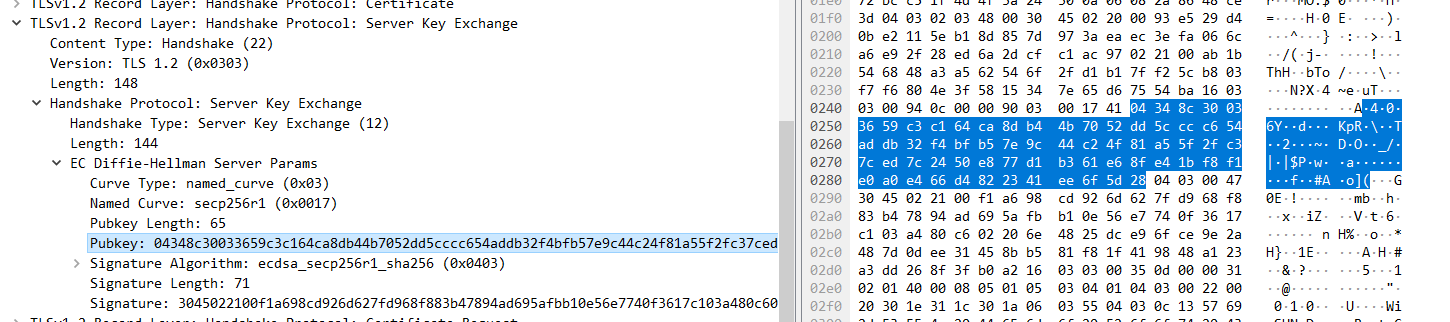 TLSv1.2 Record Layer: Handshake Protocol: Certificate
TLSv1.2 Record Layer: Handshake Protocol: Server Key Exchange
Content Type: Handshake (22)
Version: TLS 1.2 (0x0303)
Length: 148
Handshake Protocol: Server Key Exchange
Handshake Type: Server Key Exchange (12)
Length: 144
EC Diffie-Hellman Server Params
Curve Type: named_curve (0x03)
Named Curve: secp256r1 (0x0017)
Pubkey Length: 65
Pubkey: 04348c30033659c3c164ca8db44b7052dd5cccc654addb32f4bfb57e9c44c24f81a55f2fc37ced
Signature Algorithm: ecdsa_secp256r1_sha256 (0x0403)
Signature Length: 71
Signature: 3045022100f1a698cd926d627fd968f883b47894ad695afbb10e56e7740f3617c103a480c60
TLSv1.2 Record Layer: Handshake Protocol: Certificate Request
01f0 3d 04 03 02 03 48 00 30 45 02 20 00 93 e5 29 d4 =····H·0 E· ···)·
0200 0b e2 11 5e b1 8d 85 7d 97 3a ea ec 3e fa 06 6c ···^···} ·:··>··l
0210 a6 e9 2f 28 ed 6a 2d cf c1 ac 97 02 21 00 ab 1b ··/(·j-· ····!···
0220 54 68 48 a3 a5 62 54 6f 2f d1 b1 7f f2 5c b8 03 ThH··bTo /····\··
0230 f7 f6 80 4e 3f 58 15 34 7e 65 d6 75 54 ba 16 03 ···N?X·4 ~e·uT···
0240 03 00 94 0c 00 00 90 03 00 17 41 04 34 8c 30 03 ········ ··A·4·0·
0250 36 59 c3 c1 64 ca 8d b4 4b 70 52 dd 5c cc c6 54 6Y··d··· KpR·\··T
0260 ad db 32 f4 bf b5 7e 9c 44 c2 4f 81 a5 5f 2f c3 ··2···~· D·O··_/·
0270 7c ed 7c 24 50 e8 77 d1 b3 61 e6 8f e4 1b f8 f1 |·|$P·w· ·a······
0280 e0 a0 e4 66 d4 82 23 41 ee 6f 5d 28 04 03 00 47 ···f··#A ·o](···G
0290 30 45 02 21 00 f1 a6 98 cd 92 6d 62 7f d9 68 f8 0E·!···· ··mb··h·
02a0 83 b4 78 94 ad 69 5a fb b1 0e 56 e7 74 0f 36 17 ··x··iZ· ··V·t·6·
02b0 c1 03 a4 80 c6 02 20 6e 48 25 dc e9 6f ce 9e 2a ······ n H%··o··*
02c0 48 7d 0d ee 31 45 8b b5 81 f8 1f 41 98 48 a1 23 H}··1E·· ···A·H·#
02d0 a3 dd 26 8f 3f b0 a2 16 03 03 00 35 0d 00 00 31 ··&·?··· ···5···1
02e0 02 01 40 00 08 05 01 05 03 04 01 04 03 00 22 00 ··@····· ······"·
02f0 20 30 1e 31 1c 30 1a 06 03 55 04 03 0c 13 57 69 0·1·0·· ·U····Wi